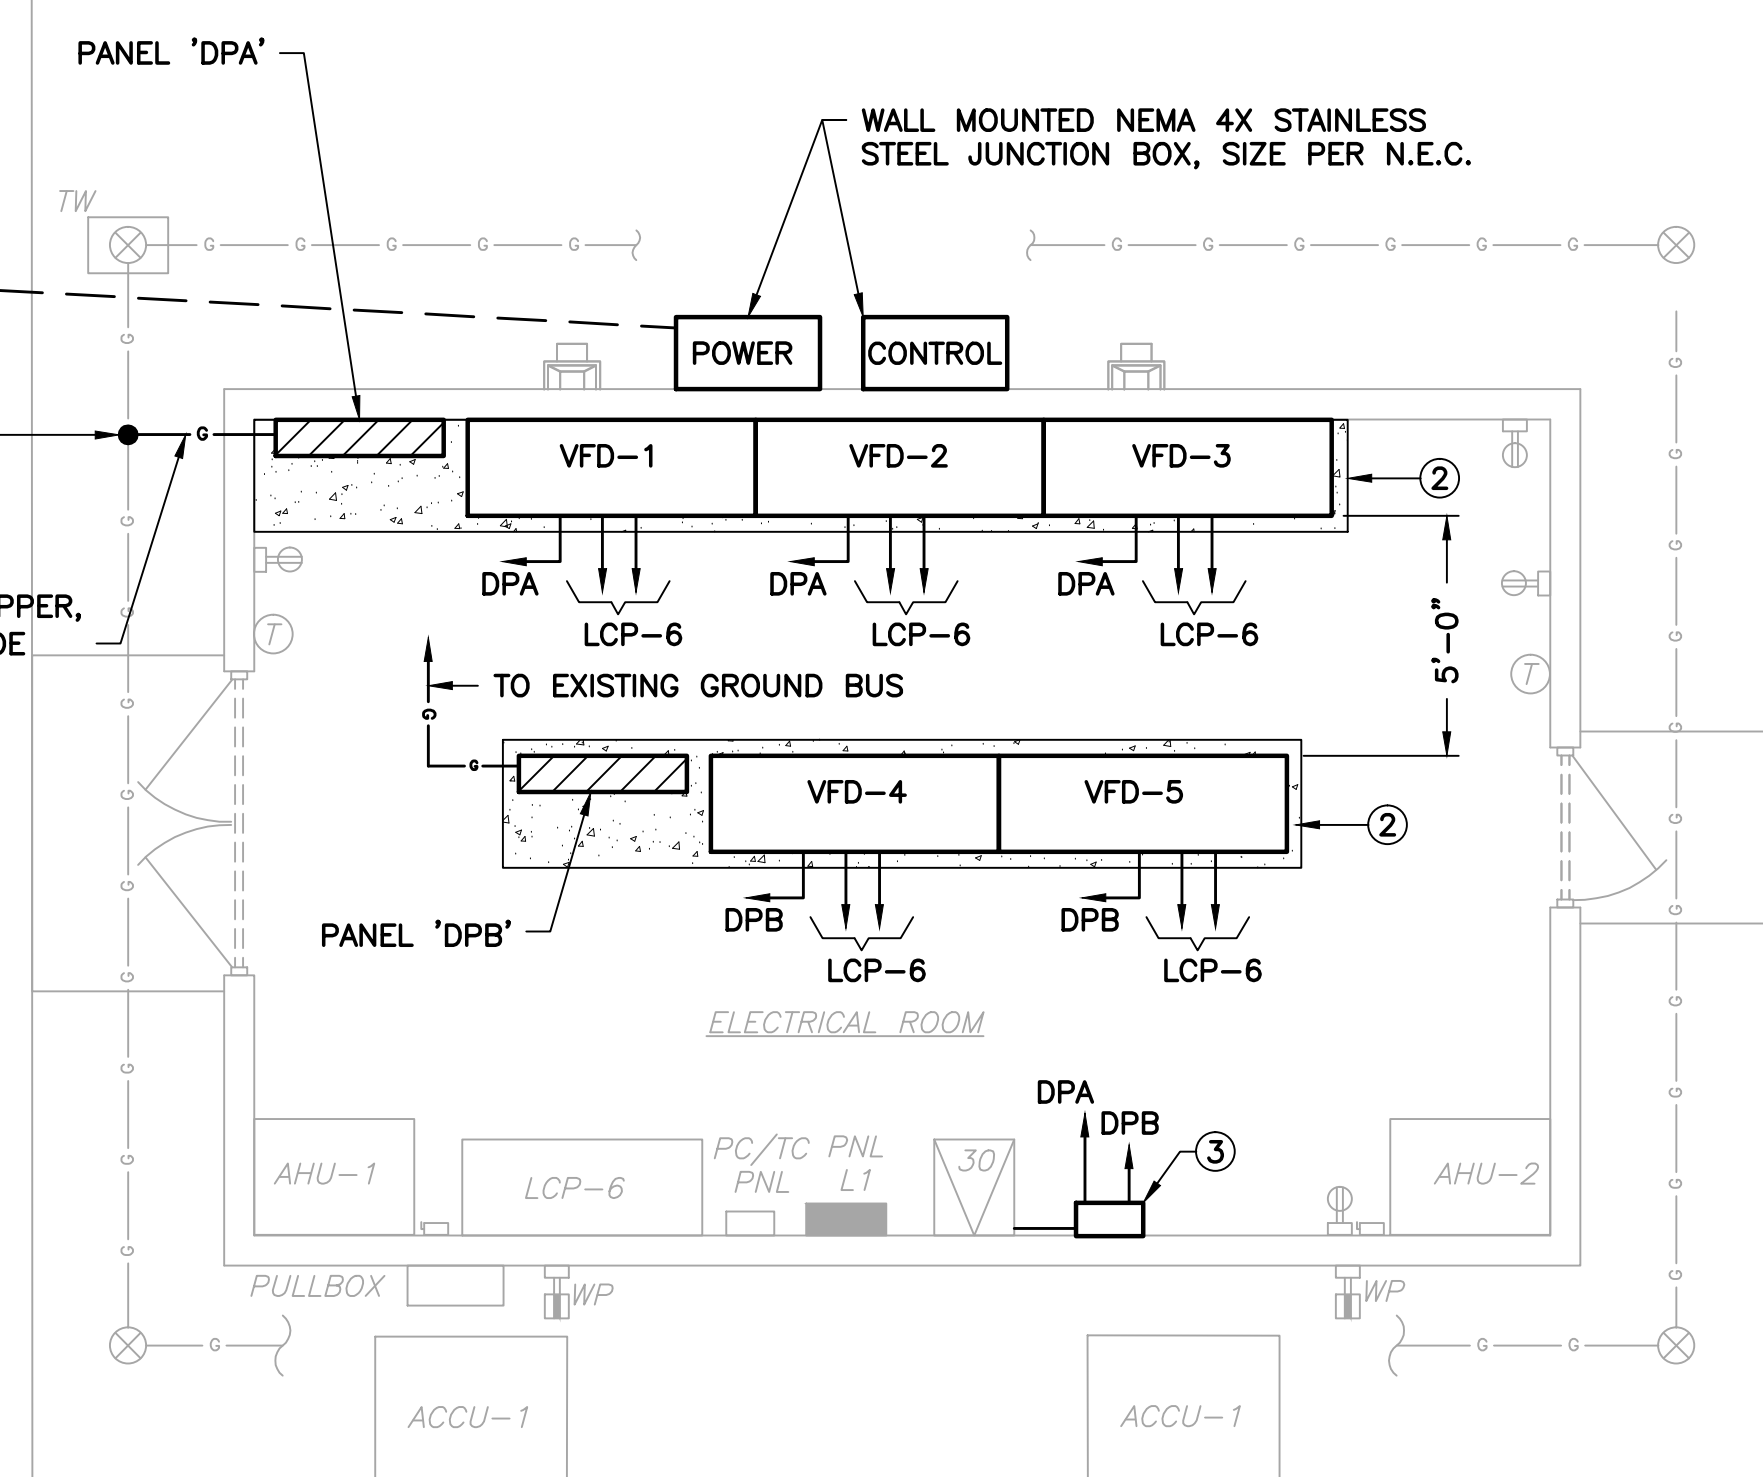 PANEL 'DPA'
WALL MOUNTED NEMA 4X STAINLESS
STEEL JUNCTION BOX, SIZE PER N.E.C.
TW
G G G G G
G G G G G G
POWER
CONTROL
G
G
G
VFD-1
VFD-2
VFD-3
2
G
G
DPA
DPA
DPA
PPER,
DE
G
LCP-6
LCP-6
LCP-6
5'-0"
T
T
G
TO EXISTING GROUND BUS
G
G
G
G
G
VFD-4
VFD-5
2
G
G
G
PANEL 'DPB'
DPB
DPB
G
LCP-6
LCP-6
G
G
ELECTRICAL ROOM
G
DPA
DPB
G
3
AHU-1
LCP-6
PC/TC
PNL
PNL
L1
30
AHU-2
G
G
G
G
PULLBOX
WP
WP
G
G
G G
ACCU-1
ACCU-1